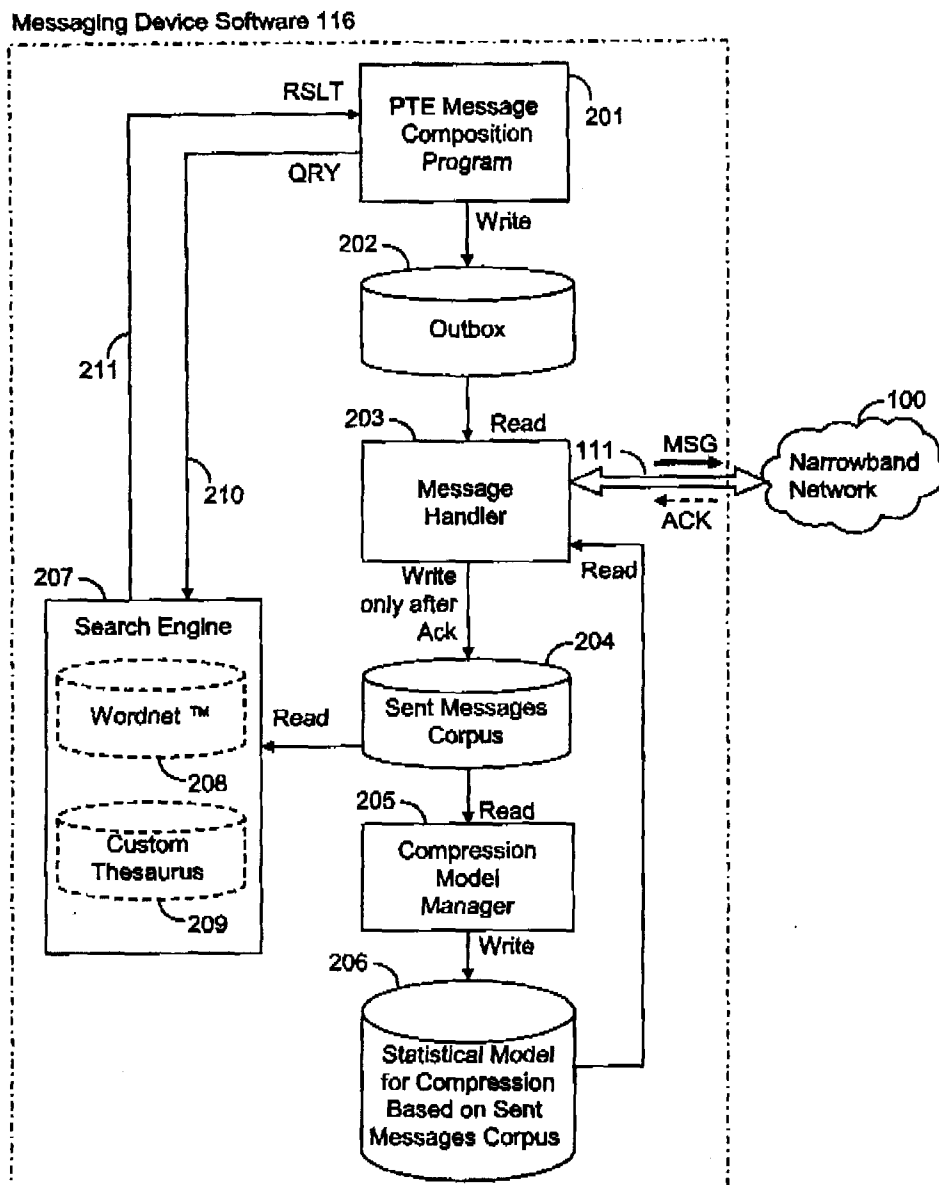 Messaging Device Software 116
RSLT
PTE Message
Composition
Program
201
QRY
Write
202
Outbox
211
203
Read
100
111
MSG
Narrowband
Network
Message
Handler
210
ACK
Read
207
Write
only after
Ack
Search Engine
204
Wordnet ™
Read
Sent Messages
Corpus
208
205
Read
Custom
Thesaurus
Compression
Model
Manager
209
Write
206
Statistical Model
for Compression
Based on Sent
Messages Corpus